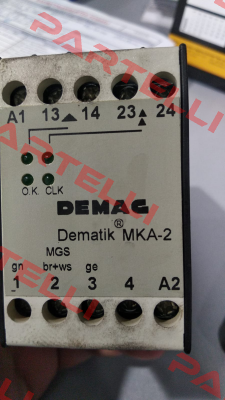 A1 13 14 23 24
O.K. CLK
DEMAG
®
Dematik MKA-2
MGS
gn br+ws ge
1 2 3 4 A2
PARTELLI
PARTELLI
PARTELLI